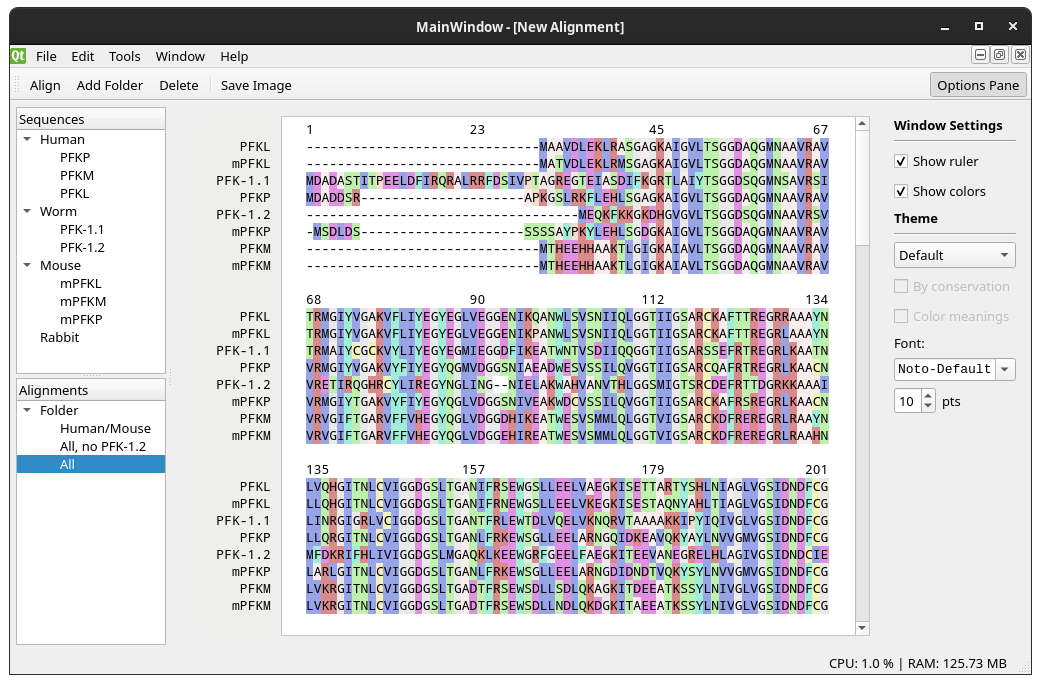 MainWindow - [New Alignment]
Qt File Edit Tools Window Help
Align Add Folder Delete Save Image Options Pane
Sequences
Human
PFKP
PFKM
PFKL
Worm
PFK-1.1
PFK-1.2
Mouse
mPFKL
mPFKM
mPFKP
Rabbit
Alignments
Folder
Human/Mouse
All, no PFK-1.2
All
1 23 45 67
PFKL ------------------------------MAAVDLEKLRASGAGKAIGVLTSGGDAQGMNAAVRAV
mPFKL ------------------------------MATVDLEKLRMSGAGKAIGVLTSGGDAQGMNAAVRAV
PFK-1.1 MDADASTITPEELDFIRQRALRRFDSIVPTAGREGTEIASDIFKGRTLAIYTSGGDSQGMNSAVRSI
PFKP MDADDSR---------------------APKGSLRKFLEHLSGAGKAIGVLTSGGDAQGMNAAVRAV
PFK-1.2 -----------------------------------MEQKFKKGKDHGVGVLTSGGDAQGMNAAVRSV
mPFKP -MSDLDS---------------------SSSSAYPKYLEHLSGDGKAIGVLTSGGDAQGMNAAVRAV
PFKM ------------------------------MTHEEHHAAKTLGIGKAIAVLTSGGDAQGMNAAVRAV
mPFKM ------------------------------MTHEEHHAAKTLGIGKAIAVLTSGGDAQGMNAAVRAV
68 90 112 134
PFKL TRMGIYVGAKVFLIYEGYEGLVEGGENIKQANWLSVSNIIQLGGTIIGSARCKAFTTREGRRAAAYN
mPFKL TRMGIYVGAKVFLIYEGYEGLVEGGENIKPANWLSVSNIIQLGGTIIGSARCKAFTTREGRLAAAYN
PFK-1.1 TRMAIYCGCKVYLIYEGYEGMIEGGDFIKEATWNTVSDIIQQGGTIIGSARSSEFRTREGRLKAATN
PFKP VRMGIYVGAKVYFIYEGYQGMVDGGSNIAEADWESVSSILQVGGTIIGSARCQAFRTREGRLKAACN
PFK-1.2 VRETIRQGHRCYLIREGYNGLING--NIELAKWAHVANVTHLGGSMIGTSRCDEFRTTDGRKKAAAI
mPFKP VRMGIYTGAKVYFIYEGYQGLVDGGSNIVEAKWDCVSSILQVGGTIIGSARCKAFRSREGRLKAACN
PFKM VRVGIFTGARVFFVHEGYQGLVDGGDHIKEATWESVSMMLQLGGTVIGSARCKDFREREGRLRAAYN
mPFKM VRVGIFTGARVFFVHEGYQGLVDGGEHIREATWESVSMMLQLGGTVIGSARCKDFREREGRLRAAHN
135 157 179 201
PFKL LVQHGITNLCVIGGDGSLTGANIFRSEWGSLLEELVAEGKISETTARTYSHLNIAGLVGSIDNDFCG
mPFKL LLQHGITNLCVIGGDGSLTGANIFRNEWGSLLEELVKEGKISESTAQNYAHLTIAGLVGSIDNDFCG
PFK-1.1 LINRGIGRLVCIGGDGSLTGANTFRLEWTDLVQELVKNQRVTAAAAKKIPYIQIVGLVGSIDNDFCG
PFKP LLQRGITNLCVIGGDGSLTGANLFRKEWSGLLEELARNGQIDKEAVQKYAYLNVVGMVGSIDNDFCG
PFK-1.2 MFDKRIFHLIVIGGDGSLMGAQKLKEEWGRFGEELFAEGKITEEVANEGRELHLAGIVGSIDNDCIE
mPFKP LARLGITNLCVIGGDGSLTGANLFRKEWSGLLEELARNGDIDNDTVQKYSYLNVVGMVGSIDNDFCG
PFKM LVKRGITNLCVIGGDGSLTGADTFRSEWSDLLSDLQKAGKITDEEATKSSYLNIVGLVGSIDNDFCG
mPFKM LVKRGITNLCVIGGDGSLTGADTFRSEWSDLLNDLQKDGKITAEEATKSSYLNIVGLVGSIDNDFCG
Window Settings
Show ruler
Show colors
Theme
Default
By conservation
Color meanings
Font:
Noto-Default
10 pts
CPU: 1.0 % | RAM: 125.73 MB